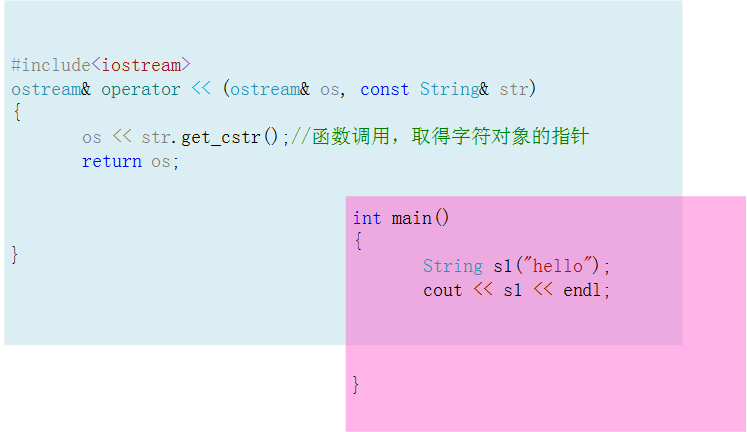 #include<iostream>
ostream& operator << (ostream& os, const String& str)
{
os << str.get_cstr();//函数调用，取得字符对象的指针
return os;
}
int main()
{
String s1("hello");
cout << s1 << endl;
}